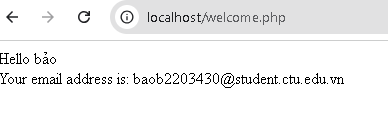 localhost/welcome.php
Hello bảo
Your email address is: baob2203430@student.ctu.edu.vn